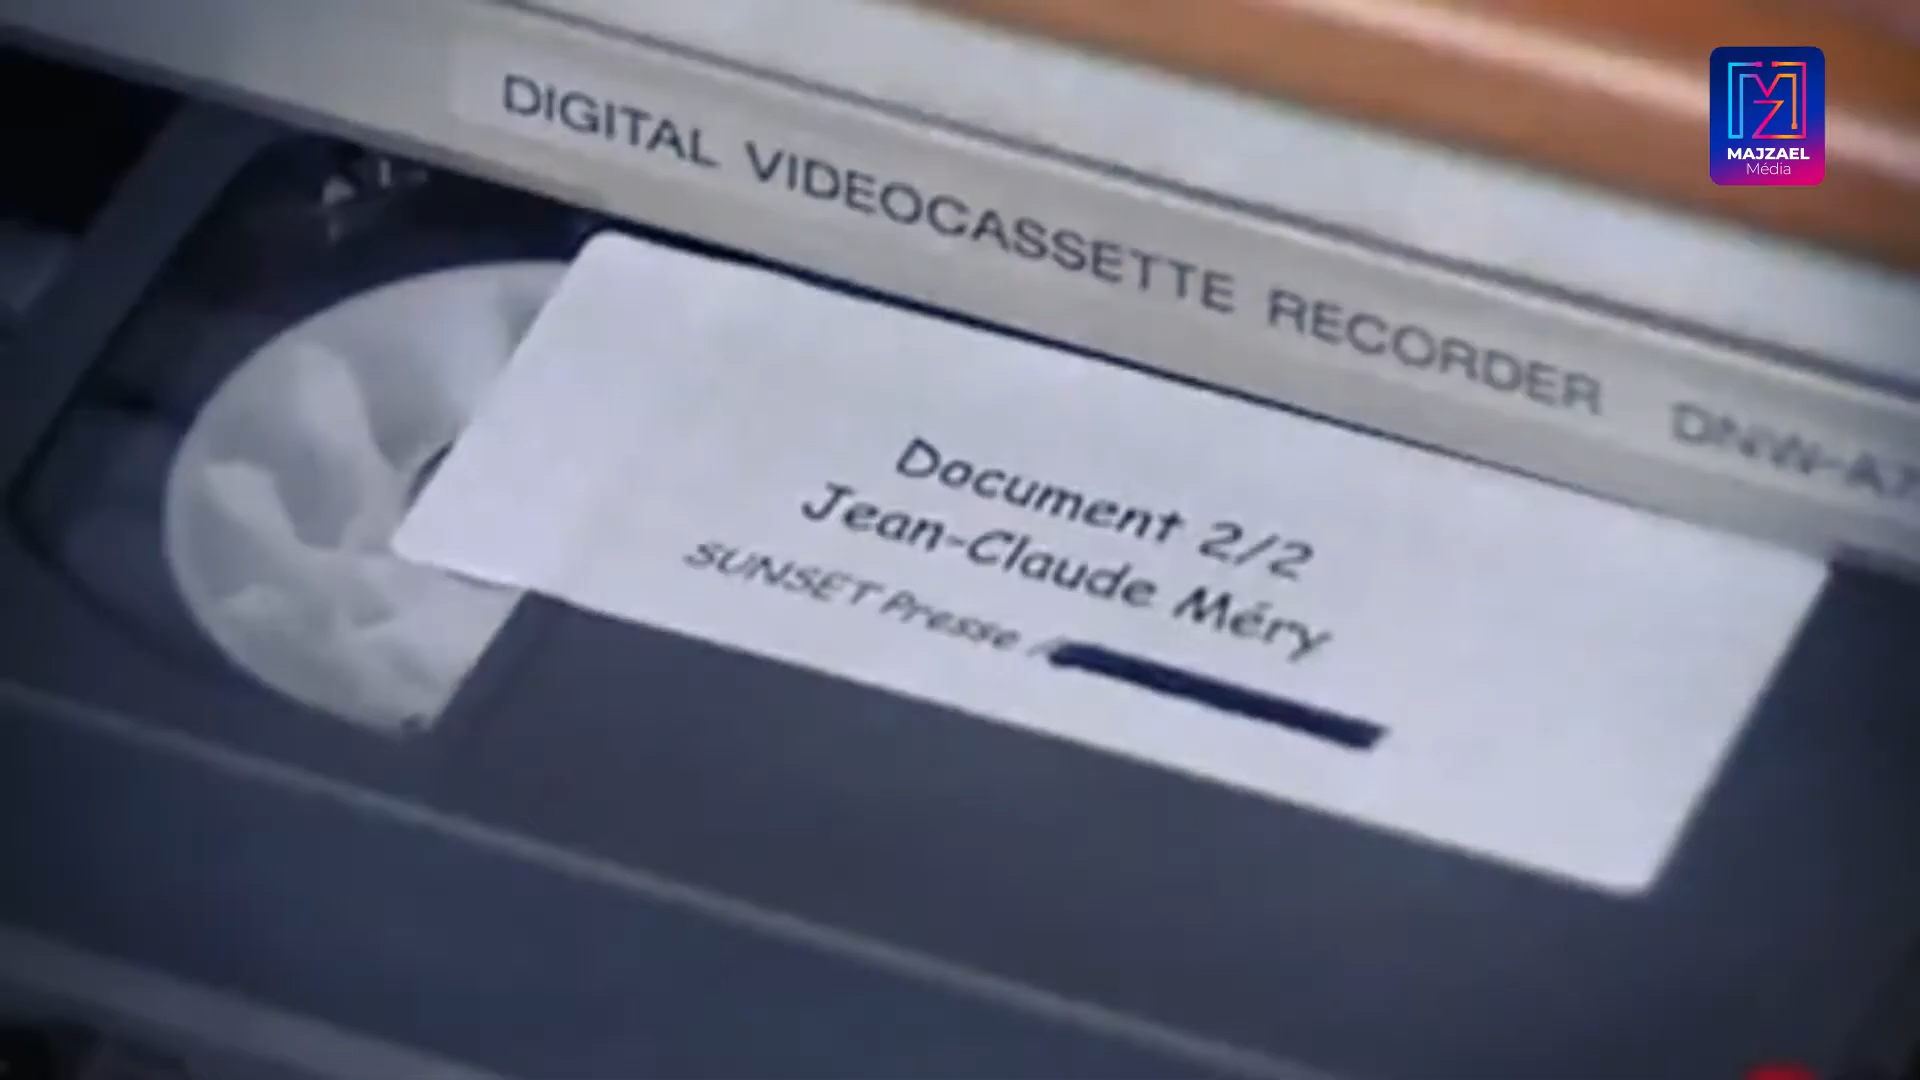 DIGITAL VIDEOCASSETTE RECORDER
MAJZAEL
Média
Document 2/2
Jean-Claude Méry
SUNSET Presse /